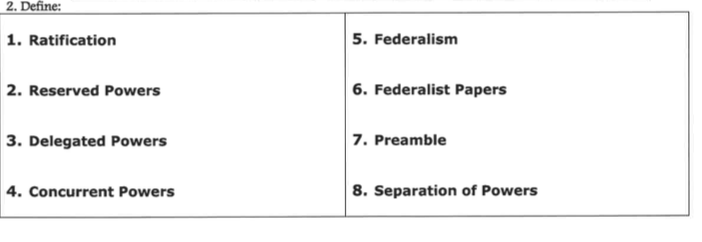 2. Define:
1. Ratification
2. Reserved Powers
3. Delegated Powers
4. Concurrent Powers
5. Federalism
6. Federalist Papers
7. Preamble
8. Separation of Powers